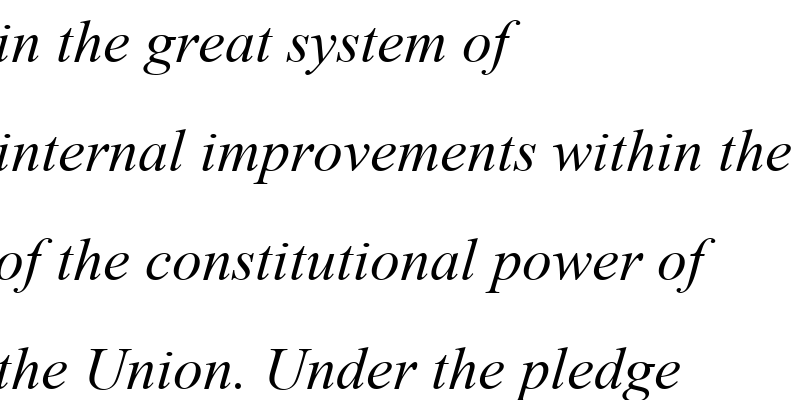 in the great system of
internal improvements within the
of the constitutional power of
the Union. Under the pledge